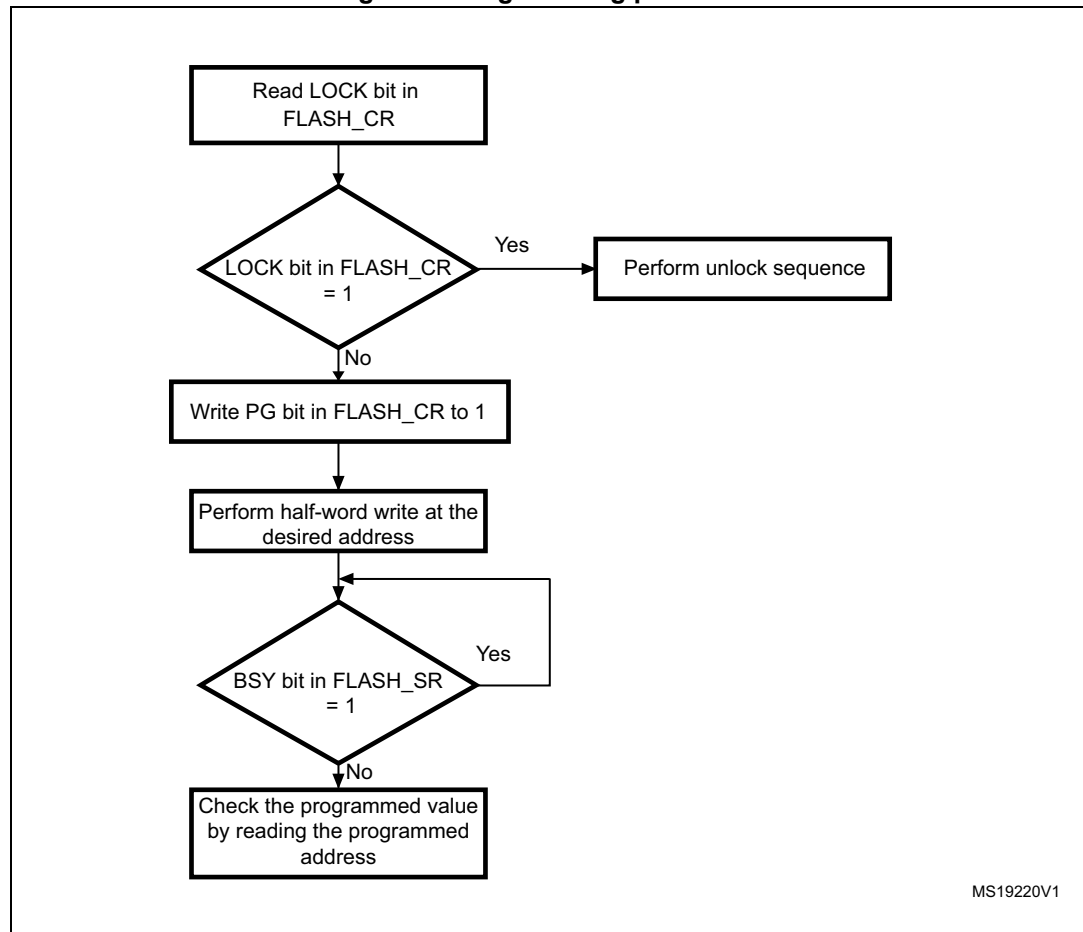 Read LOCK bit in
FLASH_CR
LOCK bit in FLASH_CR
= 1
Yes
Perform unlock sequence
No
Write PG bit in FLASH_CR to 1
Perform half-word write at the
desired address
BSY bit in FLASH_SR
= 1
Yes
No
Check the programmed value
by reading the programmed
address
MS19220V1